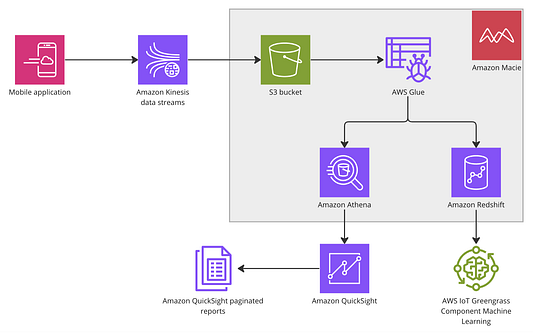 Amazon Macie
Mobile application
Amazon Kinesis
data streams
S3 bucket
AWS Glue
Amazon Athena
Amazon Redshift
Amazon QuickSight paginated
reports
Amazon QuickSight
AWS IoT Greengrass
Component Machine
Learning